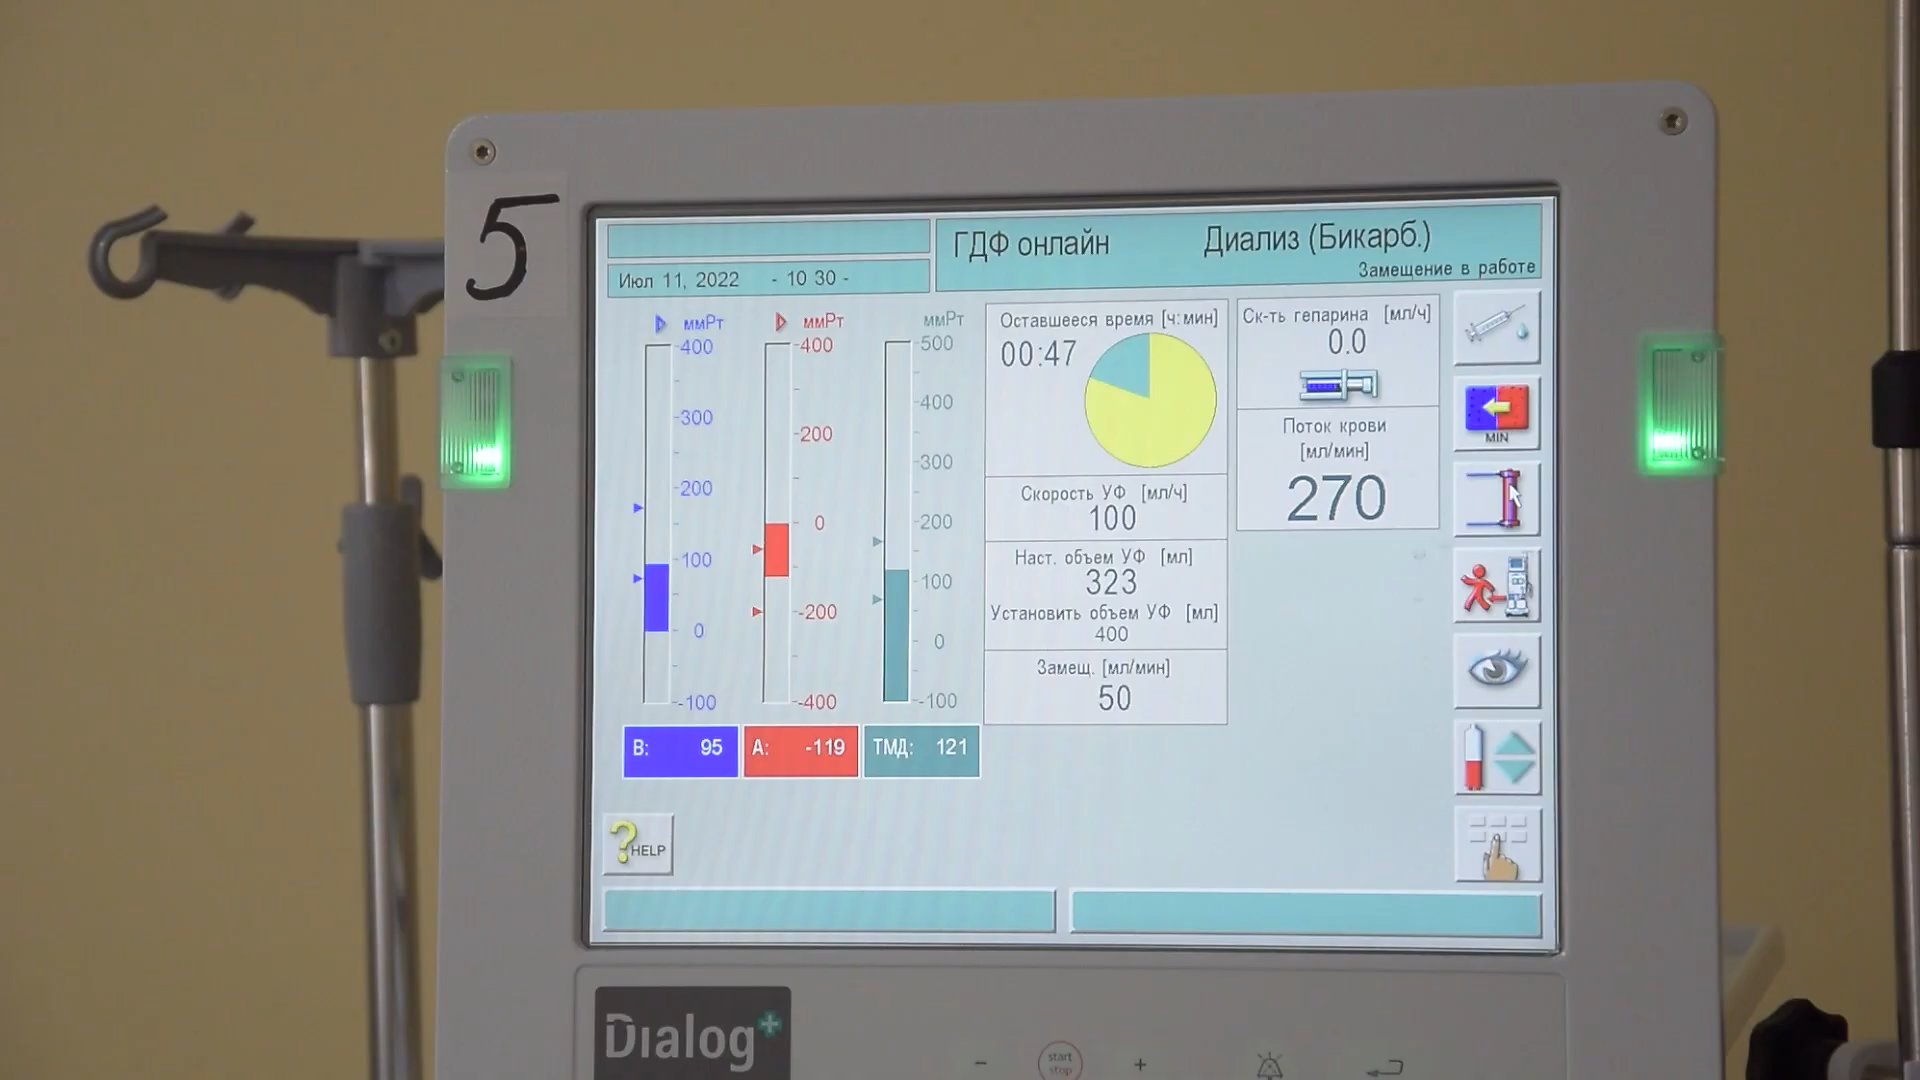 5
ГДФ онлайн Диализ (Бикарб.)
Замещение в работе
Июл 11, 2022 - 10 30 -
ммРт
400
300
200
100
0
-100
ммРт
400
200
0
-200
-400
ммРт
500
400
300
200
100
0
-100
В: 95
А: -119
ТМД: 121
Оставшееся время [ч:мин]
00:47
Скорость УФ [мл/ч]
100
Наст. объем УФ [мл]
323
Установить объем УФ [мл]
400
Замещ. [мл/мин]
50
Ск-ть гепарина [мл/ч]
0.0
Поток крови
[мл/мин]
270
MIN
? HELP
Dialog+
- start stop +